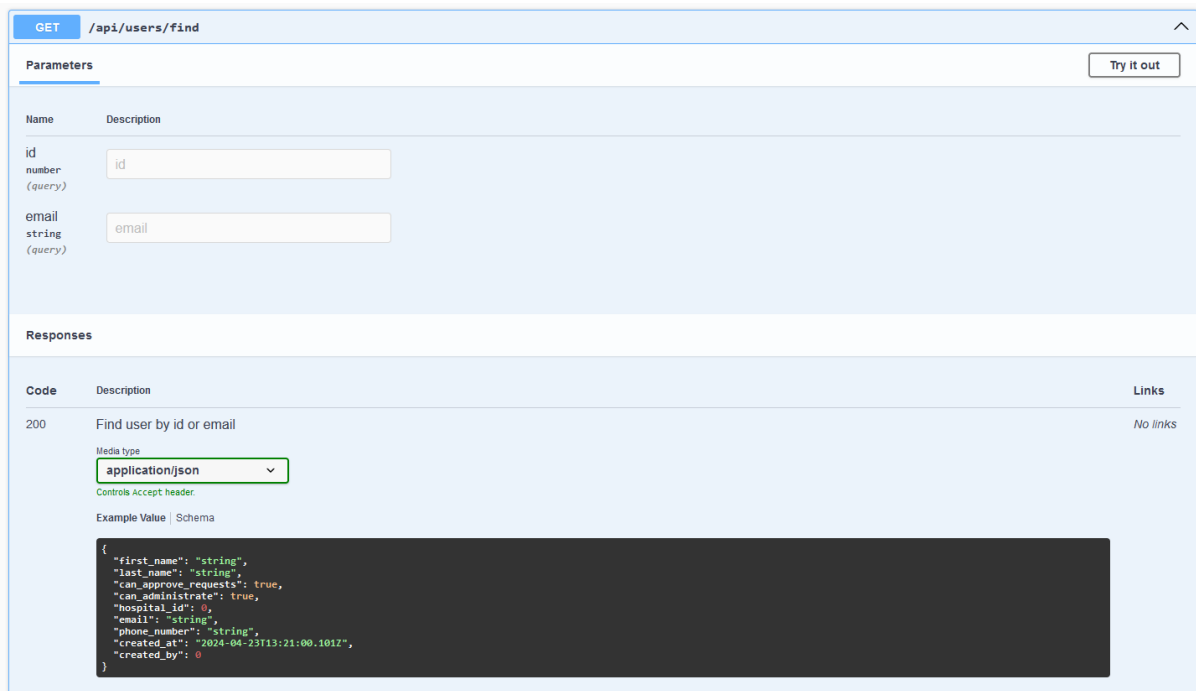 GET /api/users/find
Parameters
Try it out
Name Description
id
number
(query)
id
email
string
(query)
email
Responses
Code Description Links
200 Find user by id or email No links
Media type
application/json
Controls Accept header.
Example Value Schema
{
"first_name": "string",
"last_name": "string",
"can_approve_requests": true,
"can_administrate": true,
"hospital_id": 0,
"email": "string",
"phone_number": "string",
"created_at": "2024-04-23T13:21:00.101Z",
"created_by": 0
}